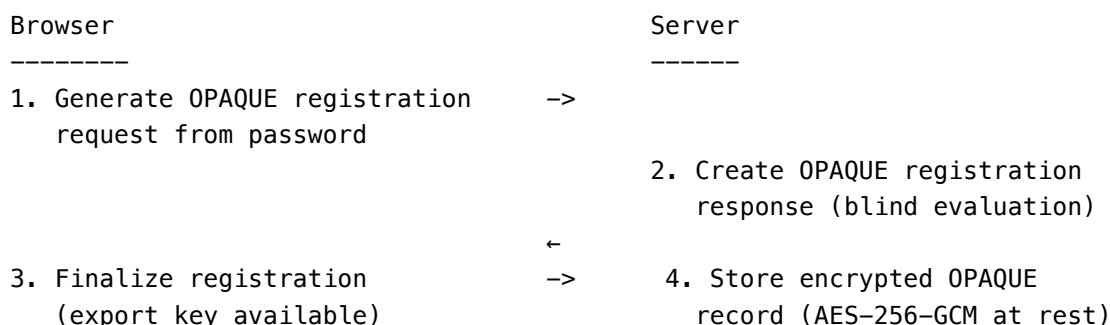 Browser                                    Server
--------                                   ------
1. Generate OPAQUE registration     ->
   request from password
                                           2. Create OPAQUE registration
                                              response (blind evaluation)
                                    ←
3. Finalize registration            ->      4. Store encrypted OPAQUE
   (export key available)                     record (AES-256-GCM at rest)